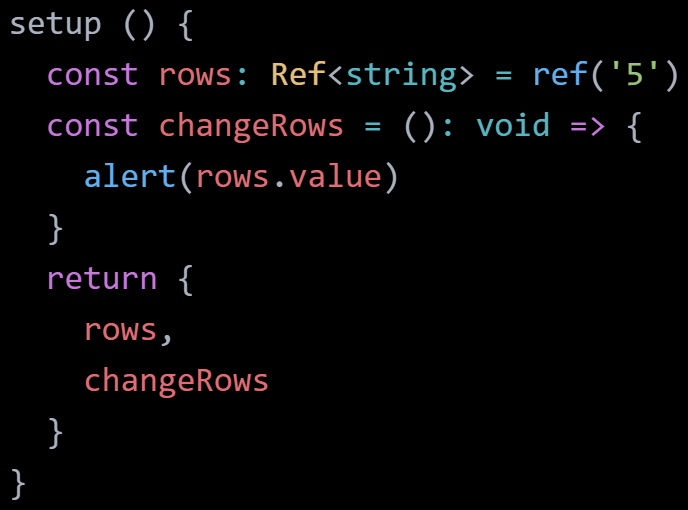 setup () {
  const rows: Ref<string> = ref('5')
  const changeRows = (): void => {
    alert(rows.value)
  }
  return {
    rows,
    changeRows
  }
}